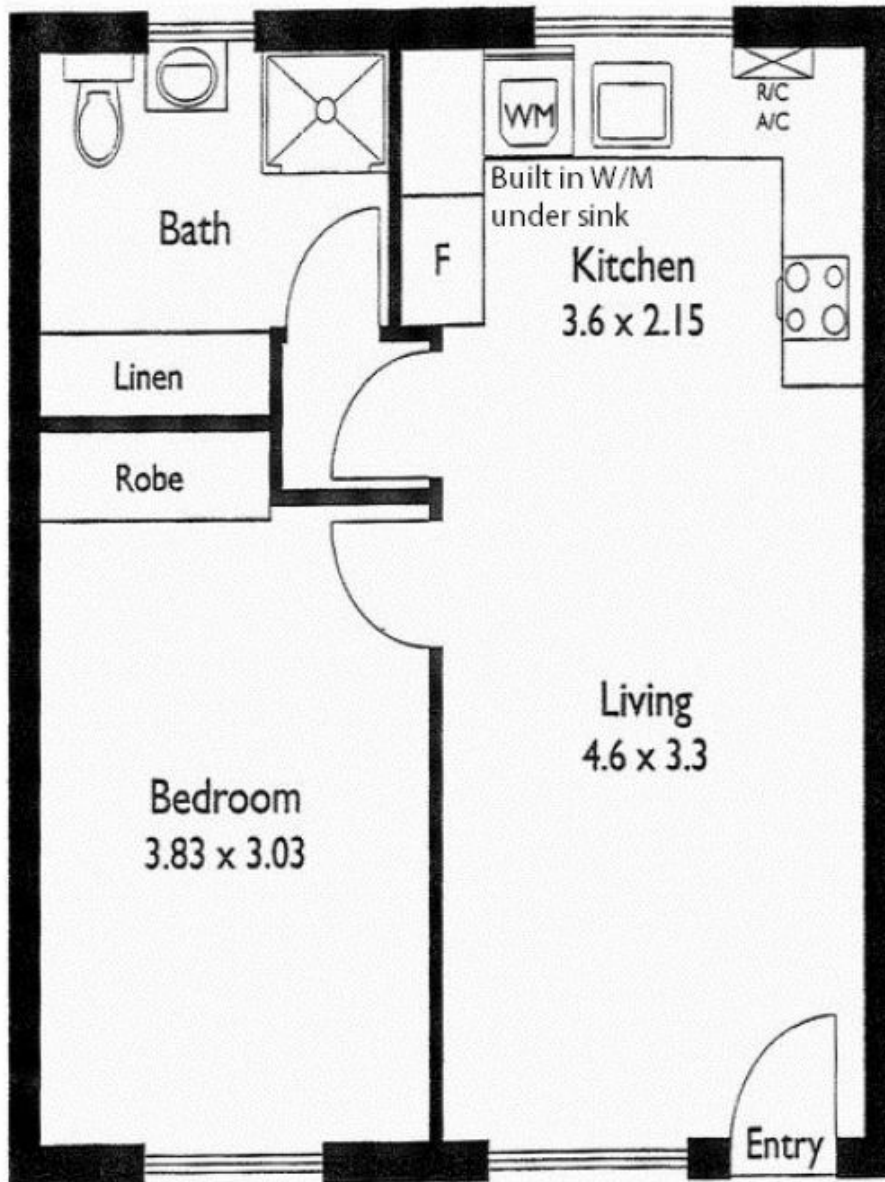 WM
R/C
A/C
Built in W/M
under sink
Bath
F
Kitchen
3.6 x 2.15
Linen
Robe
Living
4.6 x 3.3
Bedroom
3.83 x 3.03
Entry